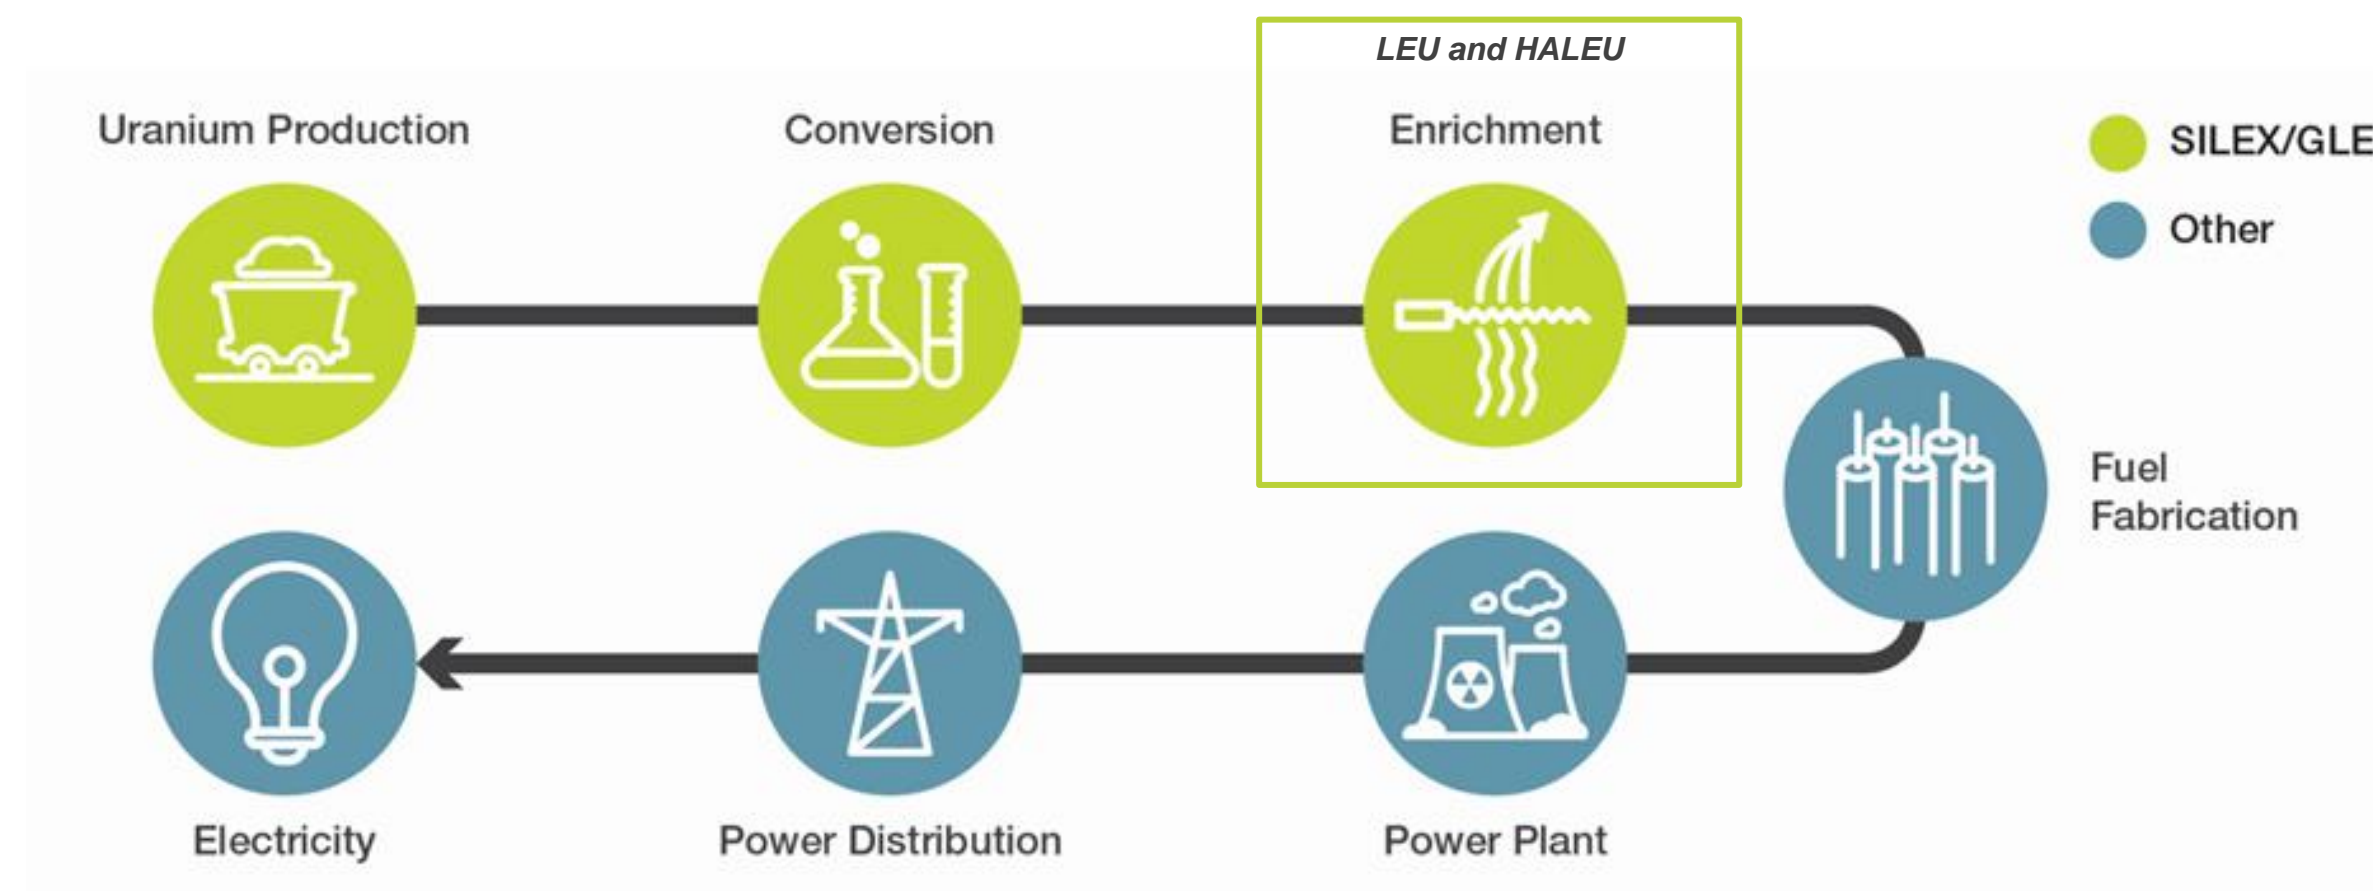 LEU and HALEU
Uranium Production
Conversion
Enrichment
SILEX/GLE
Other
Fuel
Fabrication
Electricity
Power Distribution
Power Plant